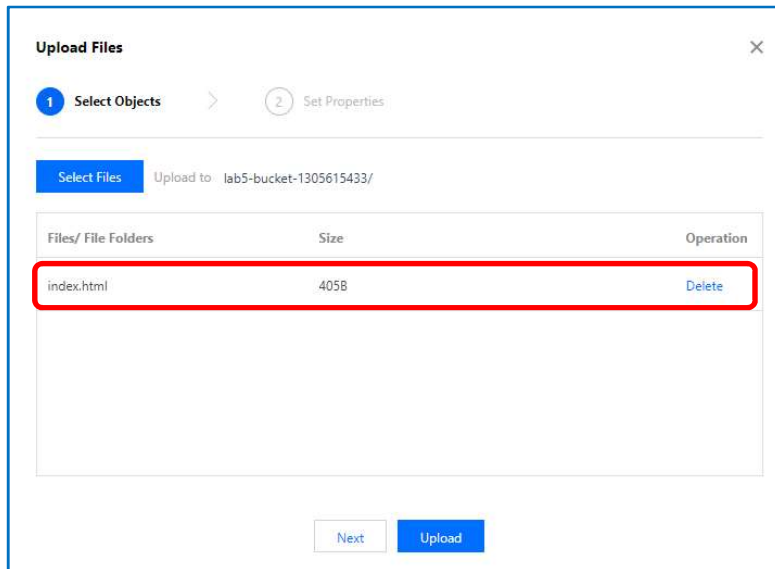 Upload Files
1 Select Objects > 2 Set Properties
Select Files Upload to lab5-bucket-1305615433/
Files/ File Folders Size Operation
index.html 405B Delete
Next Upload